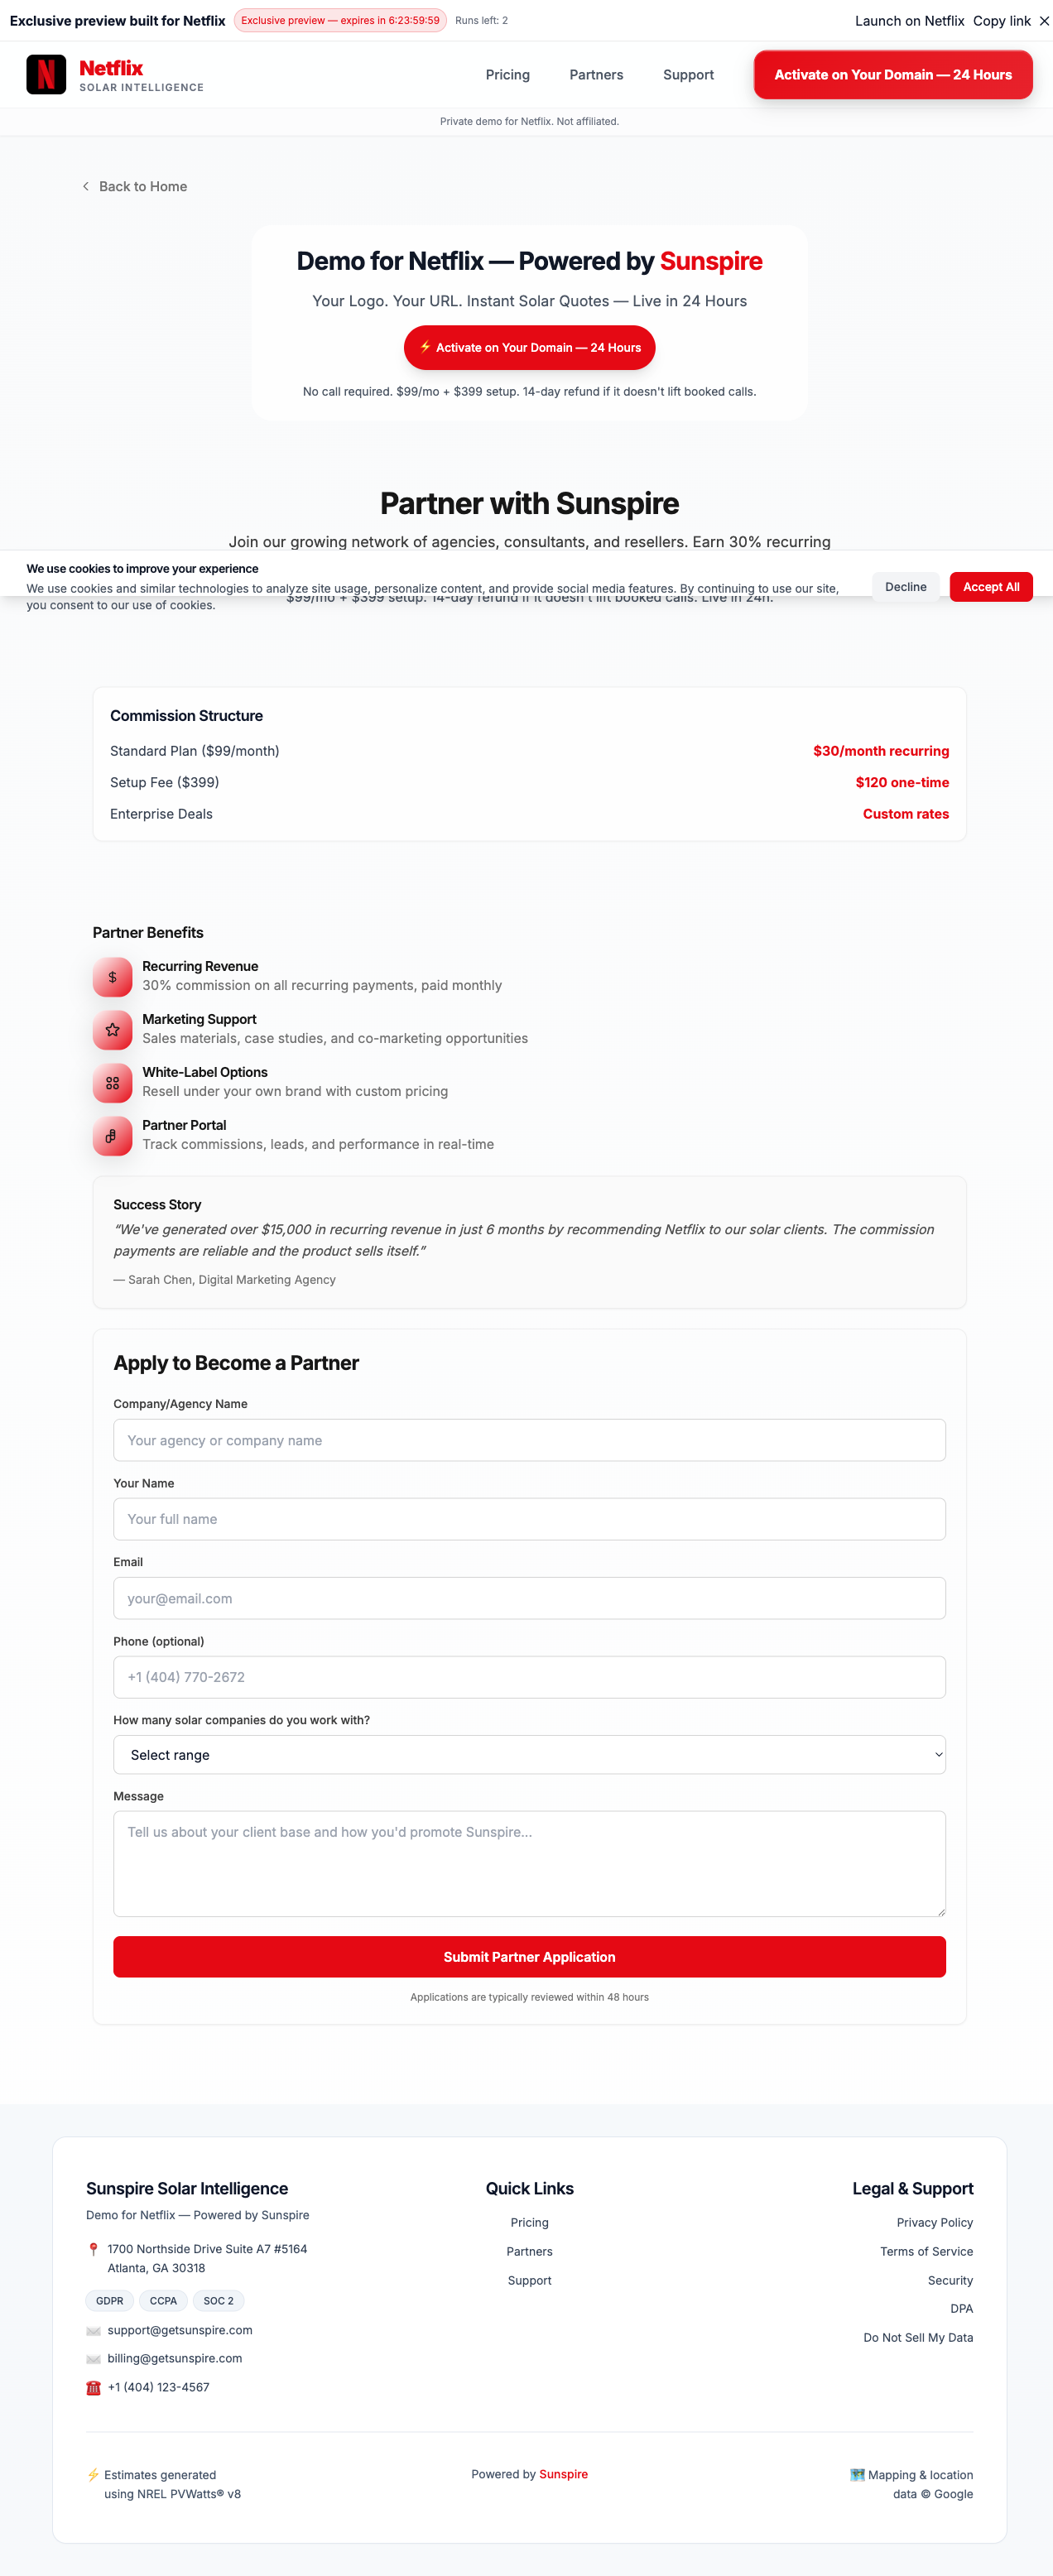 Exclusive preview built for Netflix
Exclusive preview — expires in 6:23:59:59
Runs left: 2
Launch on Netflix
Copy link
Netflix
SOLAR INTELLIGENCE
Pricing
Partners
Support
Activate on Your Domain — 24 Hours
Private demo for Netflix. Not affiliated.
Back to Home
Demo for Netflix — Powered by Sunspire
Your Logo. Your URL. Instant Solar Quotes — Live in 24 Hours
⚡ Activate on Your Domain — 24 Hours
No call required. $99/mo + $399 setup. 14-day refund if it doesn't lift booked calls.
Partner with Sunspire
Join our growing network of agencies, consultants, and resellers. Earn 30% recurring
We use cookies to improve your experience
We use cookies and similar technologies to analyze site usage, personalize content, and provide social media features. By continuing to use our site,
you consent to our use of cookies.
Decline
Accept All
$99/mo + $399 setup. 14-day refund if it doesn't lift booked calls. Live in 24h.
Commission Structure
Standard Plan ($99/month)
$30/month recurring
Setup Fee ($399)
$120 one-time
Enterprise Deals
Custom rates
Partner Benefits
Recurring Revenue
30% commission on all recurring payments, paid monthly
Marketing Support
Sales materials, case studies, and co-marketing opportunities
White-Label Options
Resell under your own brand with custom pricing
Partner Portal
Track commissions, leads, and performance in real-time
Success Story
“We've generated over $15,000 in recurring revenue in just 6 months by recommending Netflix to our solar clients. The commission
payments are reliable and the product sells itself.”
— Sarah Chen, Digital Marketing Agency
Apply to Become a Partner
Company/Agency Name
Your agency or company name
Your Name
Your full name
Email
your@email.com
Phone (optional)
+1 (404) 770-2672
How many solar companies do you work with?
Select range
Message
Tell us about your client base and how you'd promote Sunspire...
Submit Partner Application
Applications are typically reviewed within 48 hours
Sunspire Solar Intelligence
Demo for Netflix — Powered by Sunspire
1700 Northside Drive Suite A7 #5164
Atlanta, GA 30318
GDPR
CCPA
SOC 2
support@getsunspire.com
billing@getsunspire.com
+1 (404) 123-4567
Quick Links
Pricing
Partners
Support
Legal & Support
Privacy Policy
Terms of Service
Security
DPA
Do Not Sell My Data
⚡ Estimates generated
using NREL PVWatts® v8
Powered by Sunspire
Mapping & location
data © Google